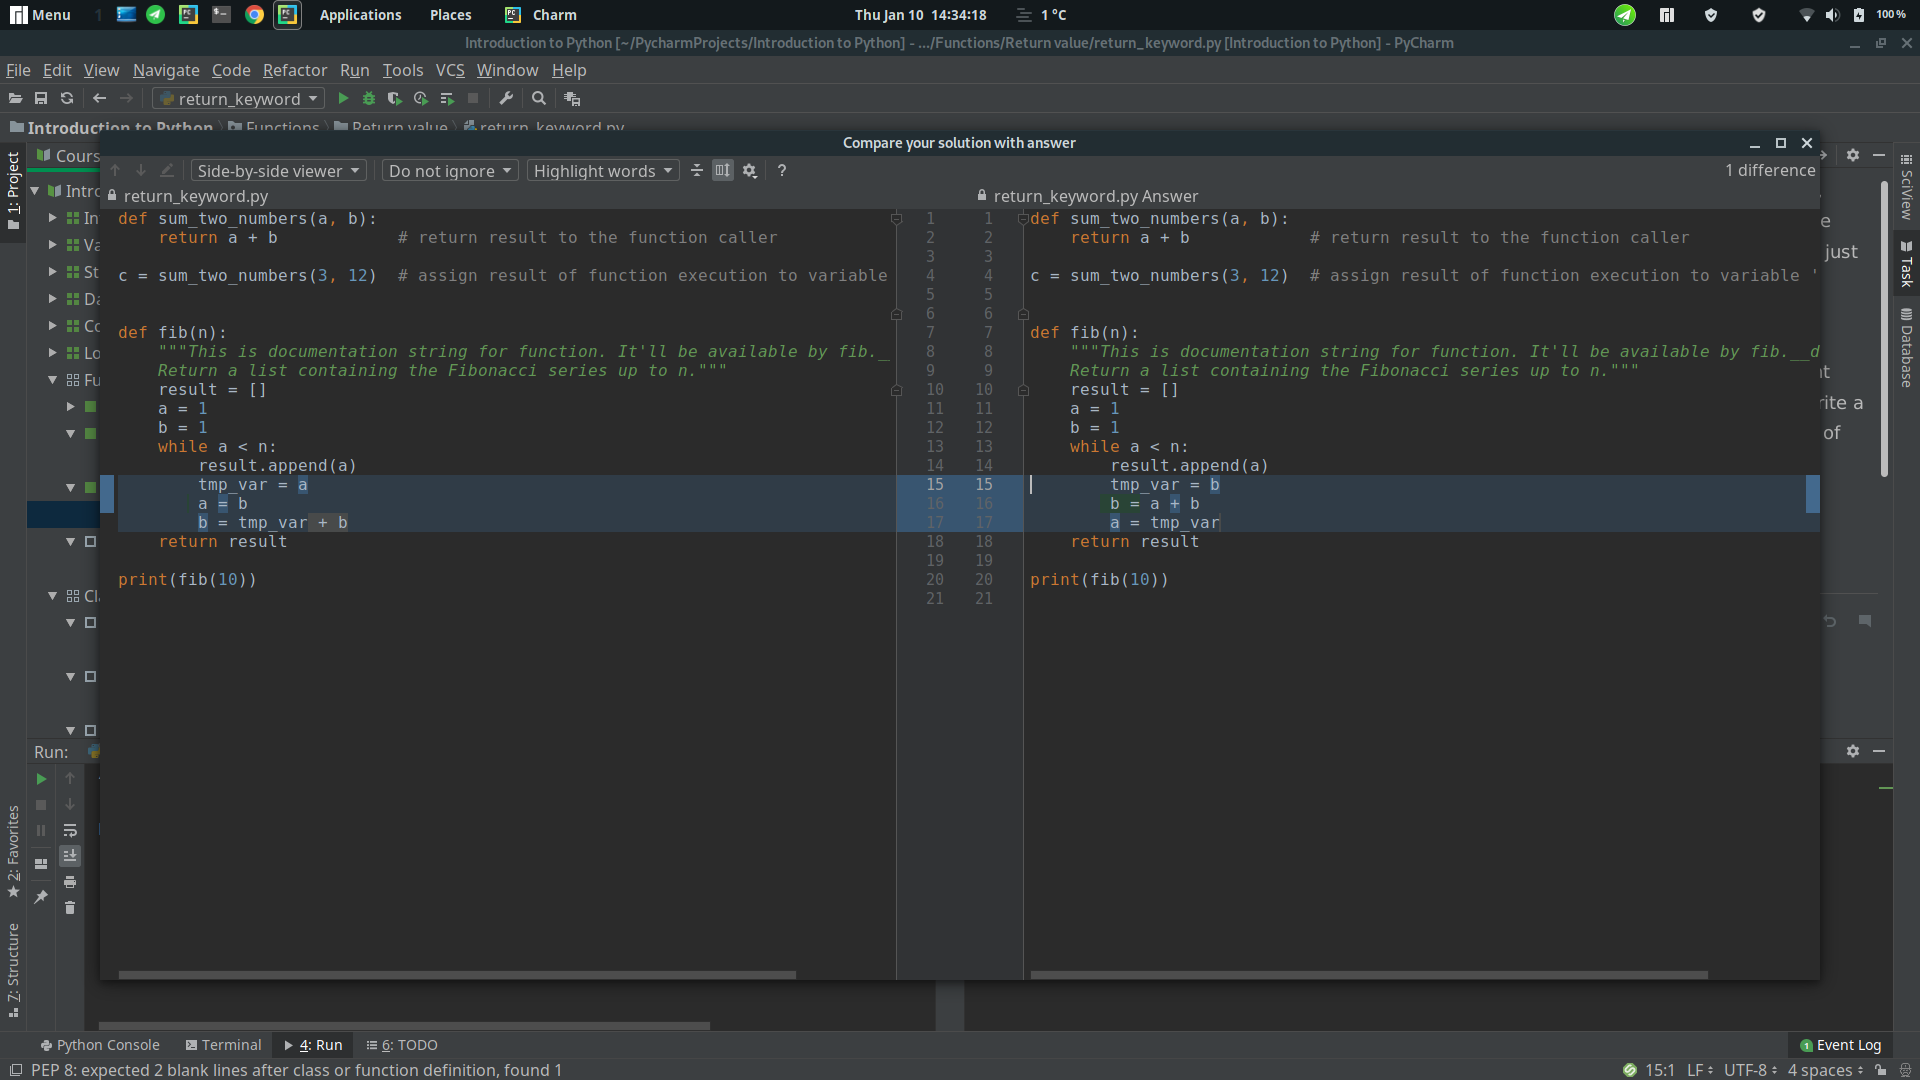 Menu 1 Applications Places Charm Thu Jan 10 14:34:18 1 °C 100%
Introduction to Python [~/PycharmProjects/Introduction to Python] - .../Functions/Return value/return_keyword.py [Introduction to Python] - PyCharm
File Edit View Navigate Code Refactor Run Tools VCS Window Help
return_keyword
Introduction to Python Functions Return value return_keyword.py
Compare your solution with answer
Side-by-side viewer Do not ignore Highlight words ? 1 difference
return_keyword.py return_keyword.py Answer
def sum_two_numbers(a, b): 1 1 def sum_two_numbers(a, b):
return a + b # return result to the function caller 2 2 return a + b # return result to the function caller
3 3
c = sum_two_numbers(3, 12) # assign result of function execution to variable 4 4 c = sum_two_numbers(3, 12) # assign result of function execution to variable '
5 5
6 6
def fib(n): 7 7 def fib(n):
"""This is documentation string for function. It'll be available by fib._ 8 8 """This is documentation string for function. It'll be available by fib.__d
Return a list containing the Fibonacci series up to n.""" 9 9 Return a list containing the Fibonacci series up to n."""
result = [] 10 10 result = []
a = 1 11 11 a = 1
b = 1 12 12 b = 1
while a < n: 13 13 while a < n:
result.append(a) 14 14 result.append(a)
tmp_var = a 15 15 tmp_var = b
a = b 16 16 b = a + b
b = tmp_var + b 17 17 a = tmp_var
return result 18 18 return result
19 19
print(fib(10)) 20 20 print(fib(10))
21 21
1: Project
Cours
Intro
In
Va
St
Da
Co
Lo
Fu
Cl
just
rite a
of
SciView
Task
Database
Run:
2: Favorites
7: Structure
Python Console Terminal 4: Run 6: TODO 1 Event Log
PEP 8: expected 2 blank lines after class or function definition, found 1 15:1 LF UTF-8 4 spaces